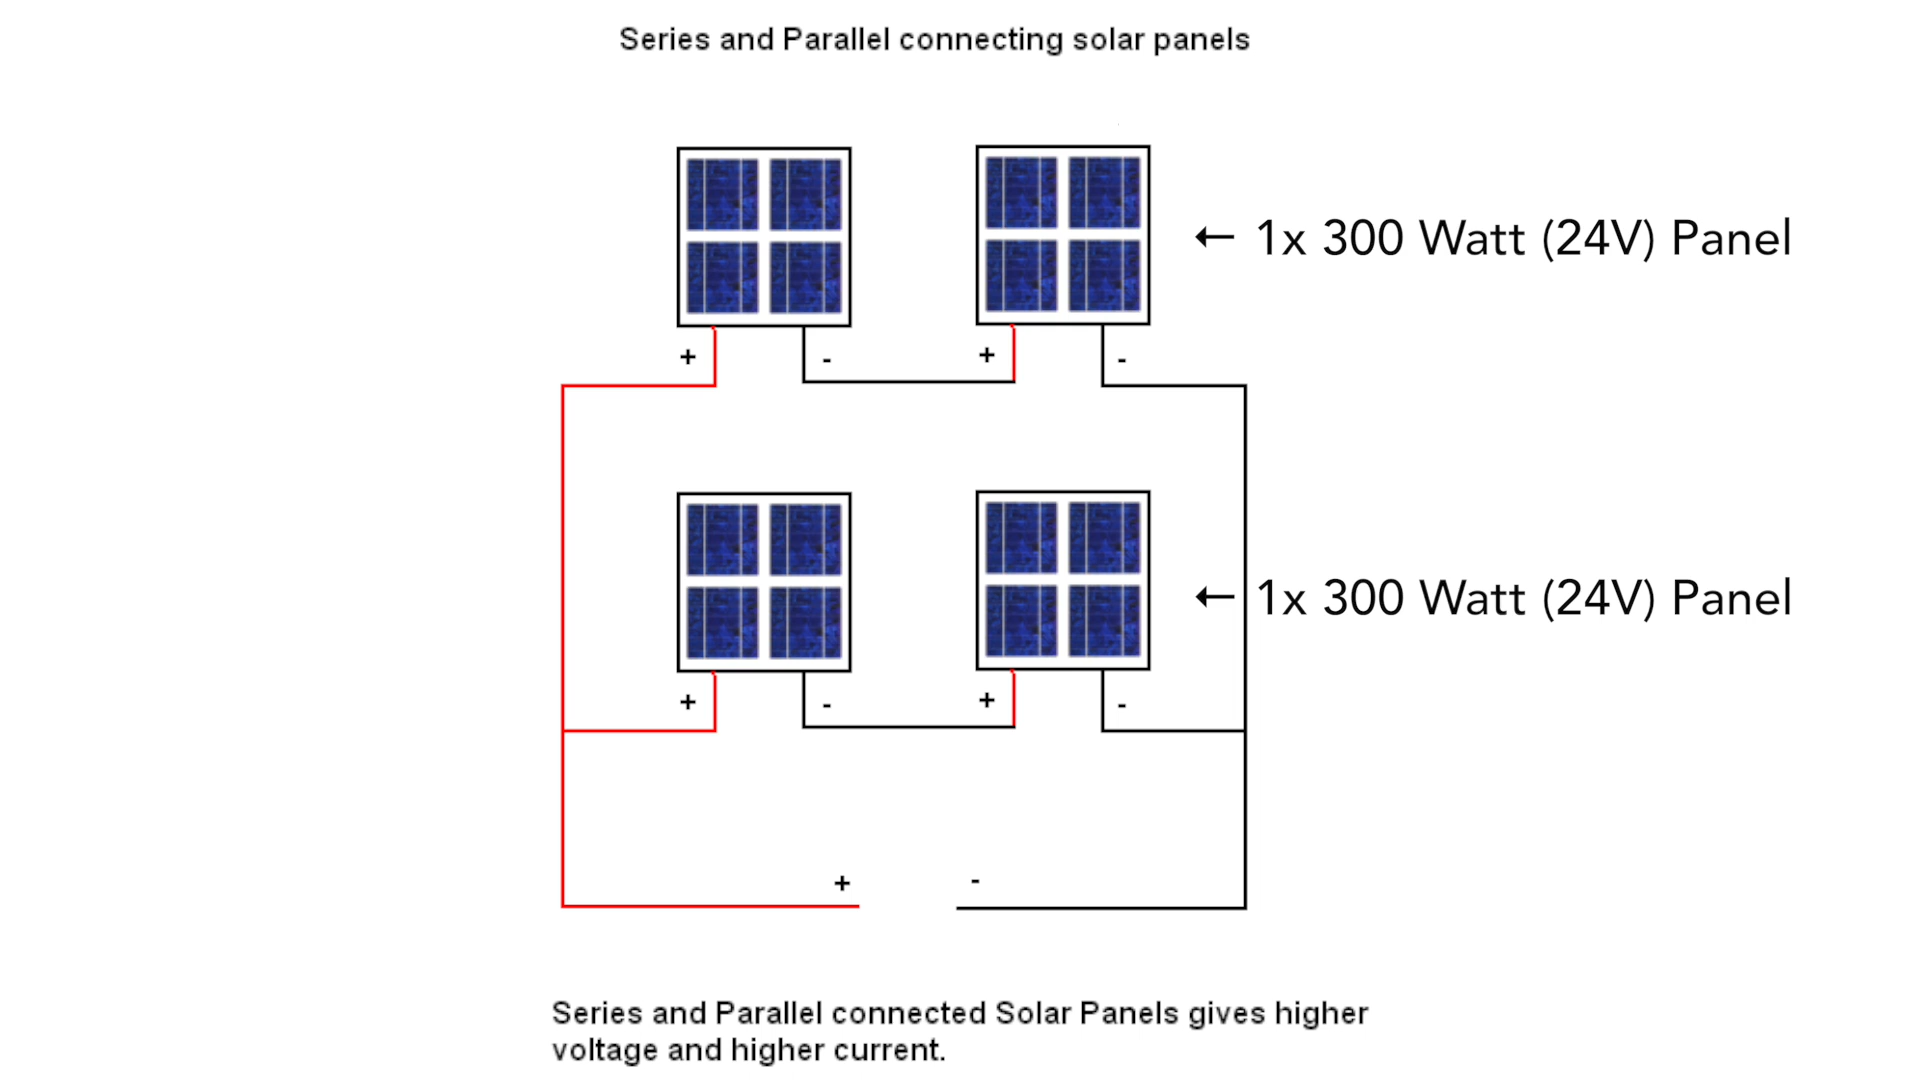 Series and Parallel connecting solar panels
← 1x 300 Watt (24V) Panel
+ - + -
← 1x 300 Watt (24V) Panel
+ - + -
+ -
Series and Parallel connected Solar Panels gives higher
voltage and higher current.